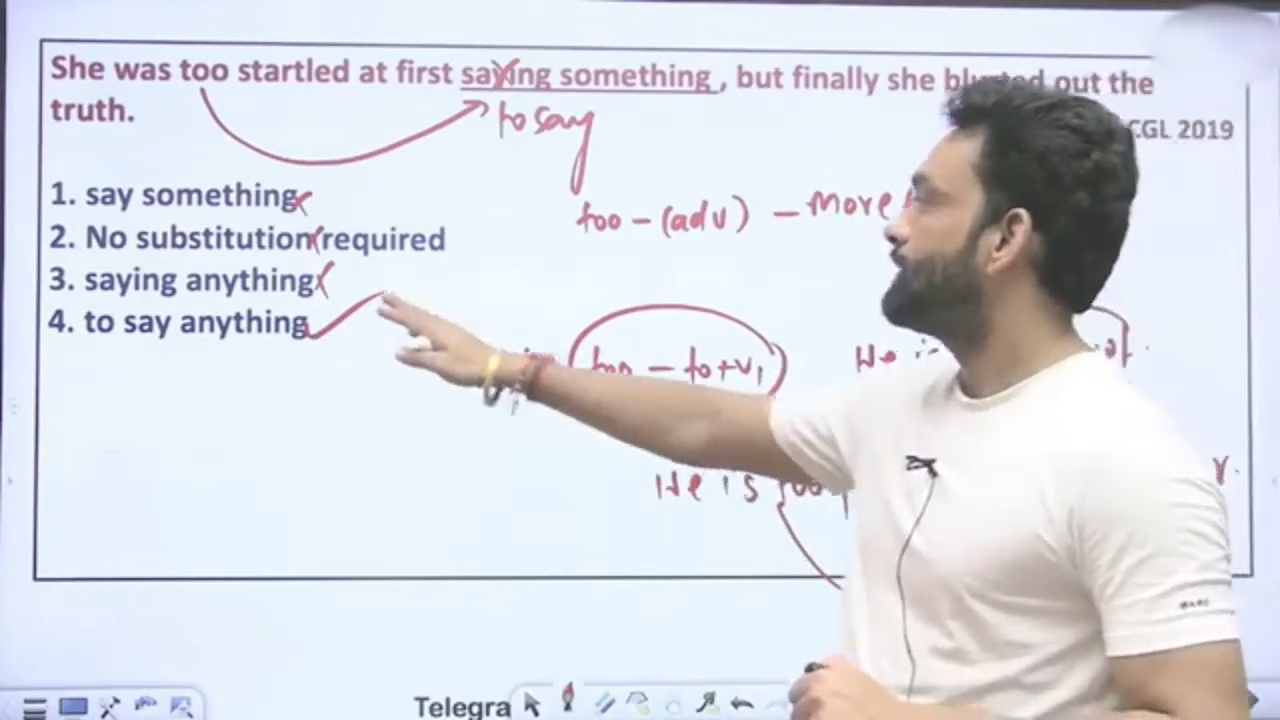 She was too startled at first saying something, but finally she out the
truth.
to say
CGL 2019
1. say something
too - (adv) - more
2. No substitution required
3. saying anything
4. to say anything
too - to + V1
He is
He is too
Telegra